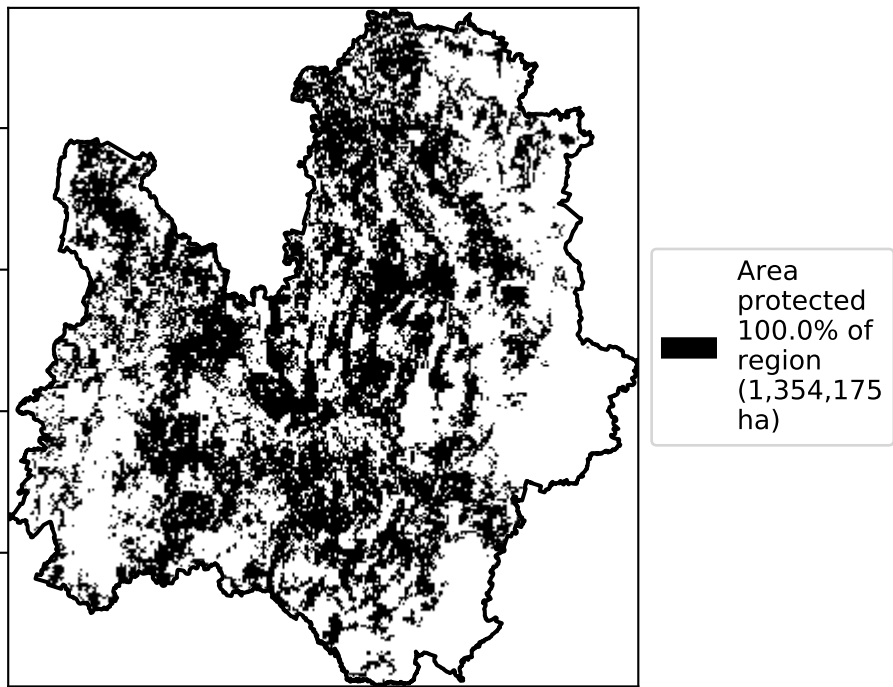 Area
protected
100.0% of
region
(1,354,175
ha)